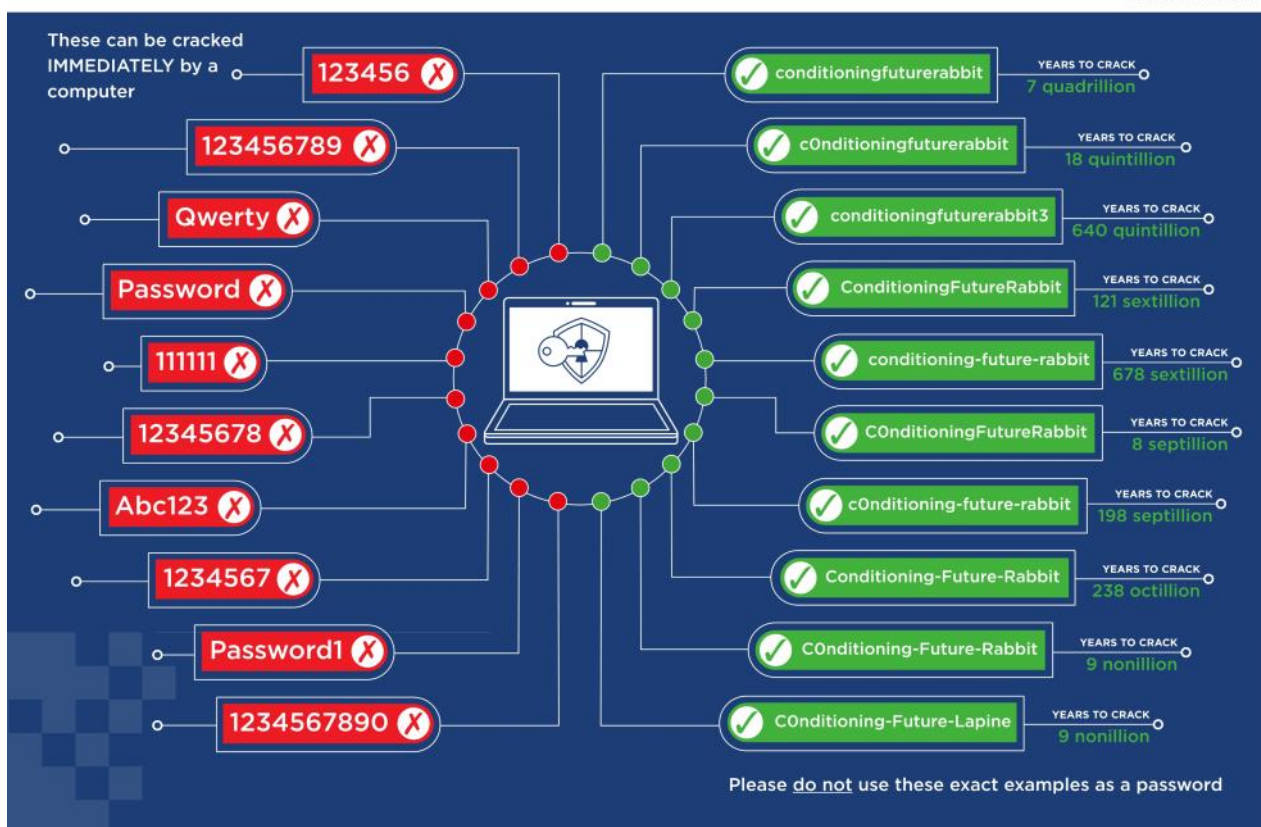 These can be cracked
IMMEDIATELY by a
computer
123456
123456789
Qwerty
Password
111111
12345678
Abc123
1234567
Password1
1234567890
conditioningfuturerabbit
YEARS TO CRACK
7 quadrillion
c0nditioningfuturerabbit
YEARS TO CRACK
18 quintillion
conditioningfuturerabbit3
YEARS TO CRACK
640 quintillion
ConditioningFutureRabbit
YEARS TO CRACK
121 sextillion
conditioning-future-rabbit
YEARS TO CRACK
678 sextillion
C0nditioningFutureRabbit
YEARS TO CRACK
8 septillion
c0nditioning-future-rabbit
YEARS TO CRACK
198 septillion
Conditioning-Future-Rabbit
YEARS TO CRACK
238 octillion
C0nditioning-Future-Rabbit
YEARS TO CRACK
9 nonillion
C0nditioning-Future-Lapine
YEARS TO CRACK
9 nonillion
Please do not use these exact examples as a password